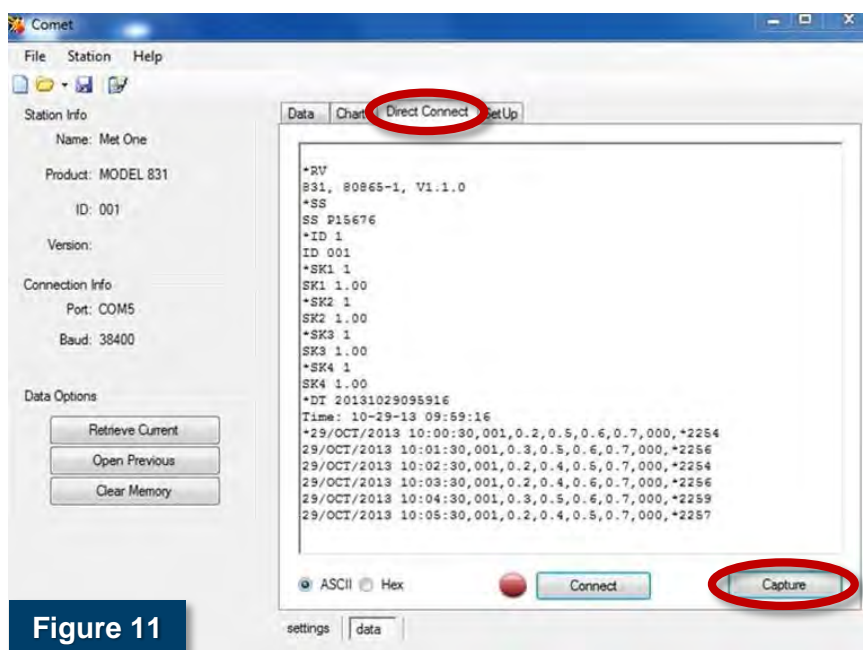 Comet
File Station Help
Station Info
Name: Met One
Product: MODEL 831
ID: 001
Version:
Connection Info
Port: COM5
Baud: 38400
Data Options
Retrieve Current
Open Previous
Clear Memory
Data Chart Direct Connect SetUp
*RV
831, 80865-1, V1.1.0
*SS
SS P15676
*ID 1
ID 001
*SK1 1
SK1 1.00
*SK2 1
SK2 1.00
*SK3 1
SK3 1.00
*SK4 1
SK4 1.00
*DT 20131029095916
Time: 10-29-13 09:59:16
*29/OCT/2013 10:00:30,001,0.2,0.5,0.6,0.7,000,*2254
29/OCT/2013 10:01:30,001,0.3,0.5,0.6,0.7,000,*2256
29/OCT/2013 10:02:30,001,0.2,0.4,0.5,0.7,000,*2254
29/OCT/2013 10:03:30,001,0.2,0.4,0.6,0.7,000,*2256
29/OCT/2013 10:04:30,001,0.3,0.5,0.6,0.7,000,*2259
29/OCT/2013 10:05:30,001,0.2,0.4,0.5,0.7,000,*2257
ASCII Hex Connect Capture
settings data
Figure 11